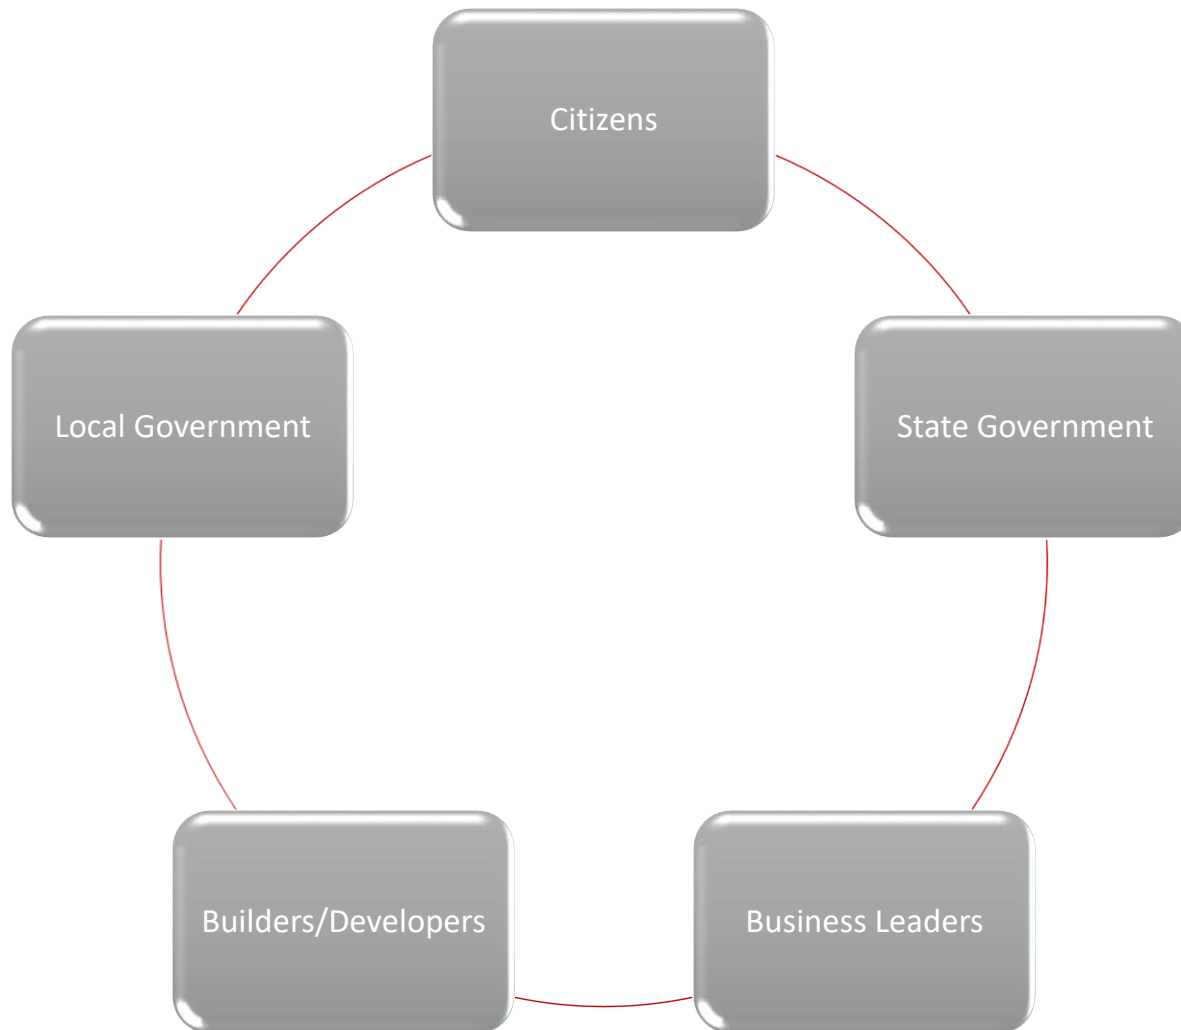 Citizens
Local Government
State Government
Builders/Developers
Business Leaders